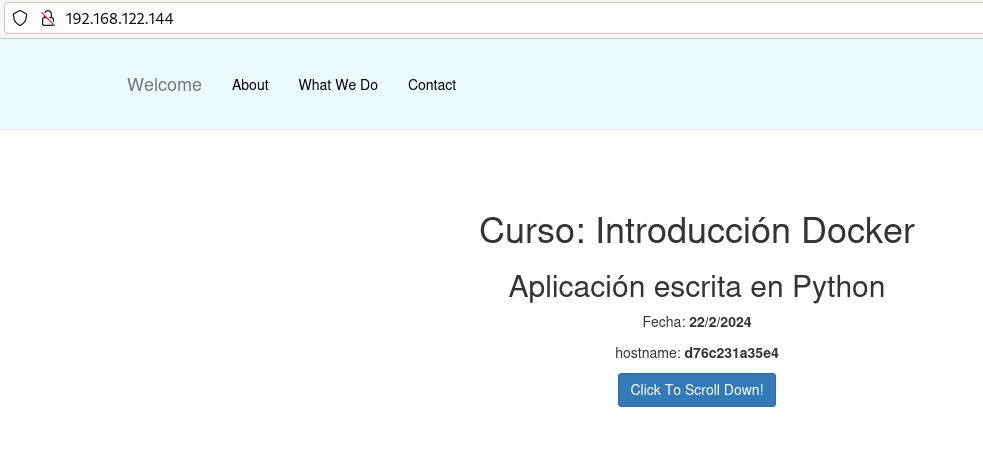 192.168.122.144
Welcome About What We Do Contact
Curso: Introducción Docker
Aplicación escrita en Python
Fecha: 22/2/2024
hostname: d76c231a35e4
Click To Scroll Down!